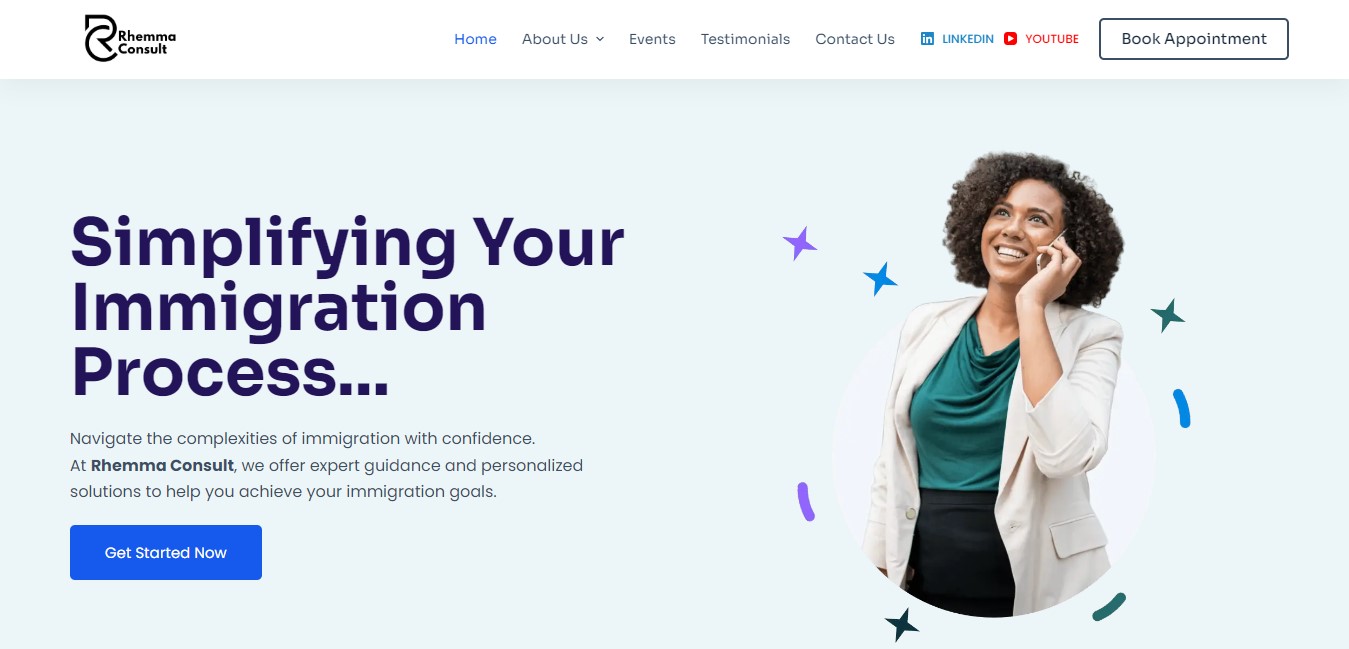 Rhemma
Consult
Home
About Us
Events
Testimonials
Contact Us
LINKEDIN
YOUTUBE
Book Appointment
Simplifying Your
Immigration
Process...
Navigate the complexities of immigration with confidence.
At Rhemma Consult, we offer expert guidance and personalized
solutions to help you achieve your immigration goals.
Get Started Now